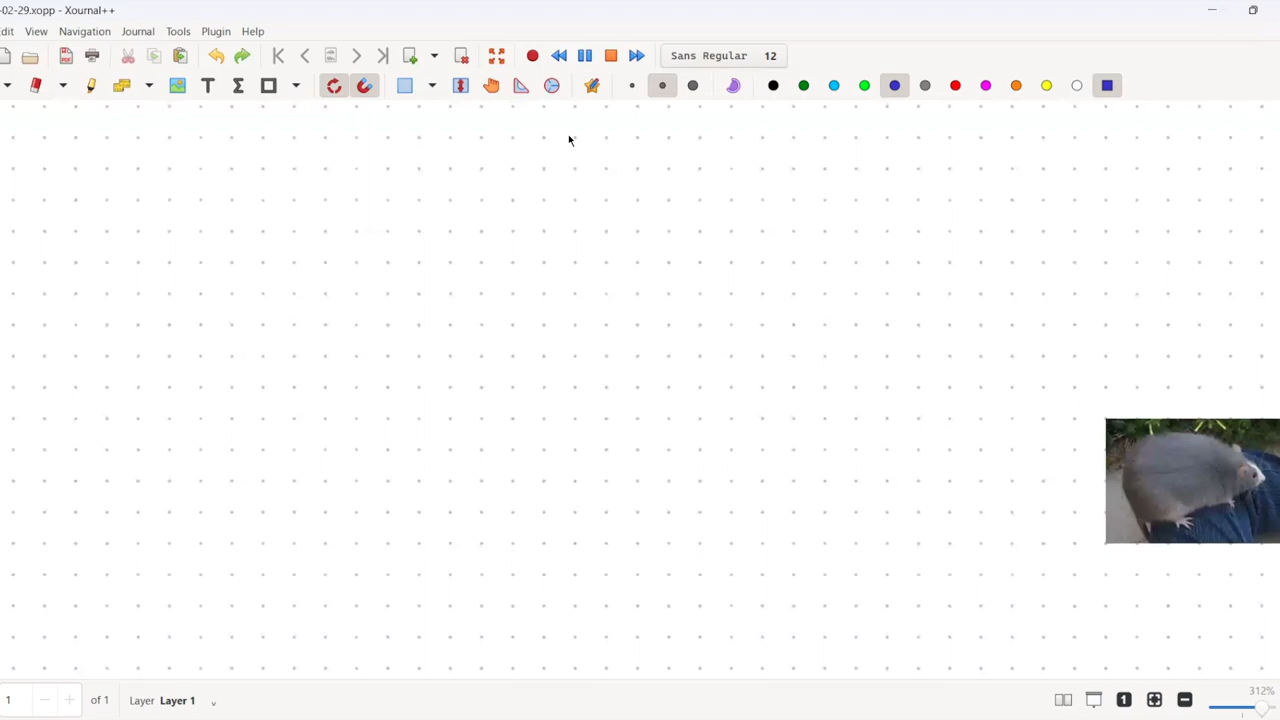 -02-29.xopp - Xournal++
dit View Navigation Journal Tools Plugin Help
Sans Regular 12
T Σ
1 of 1 Layer Layer 1
1
312%